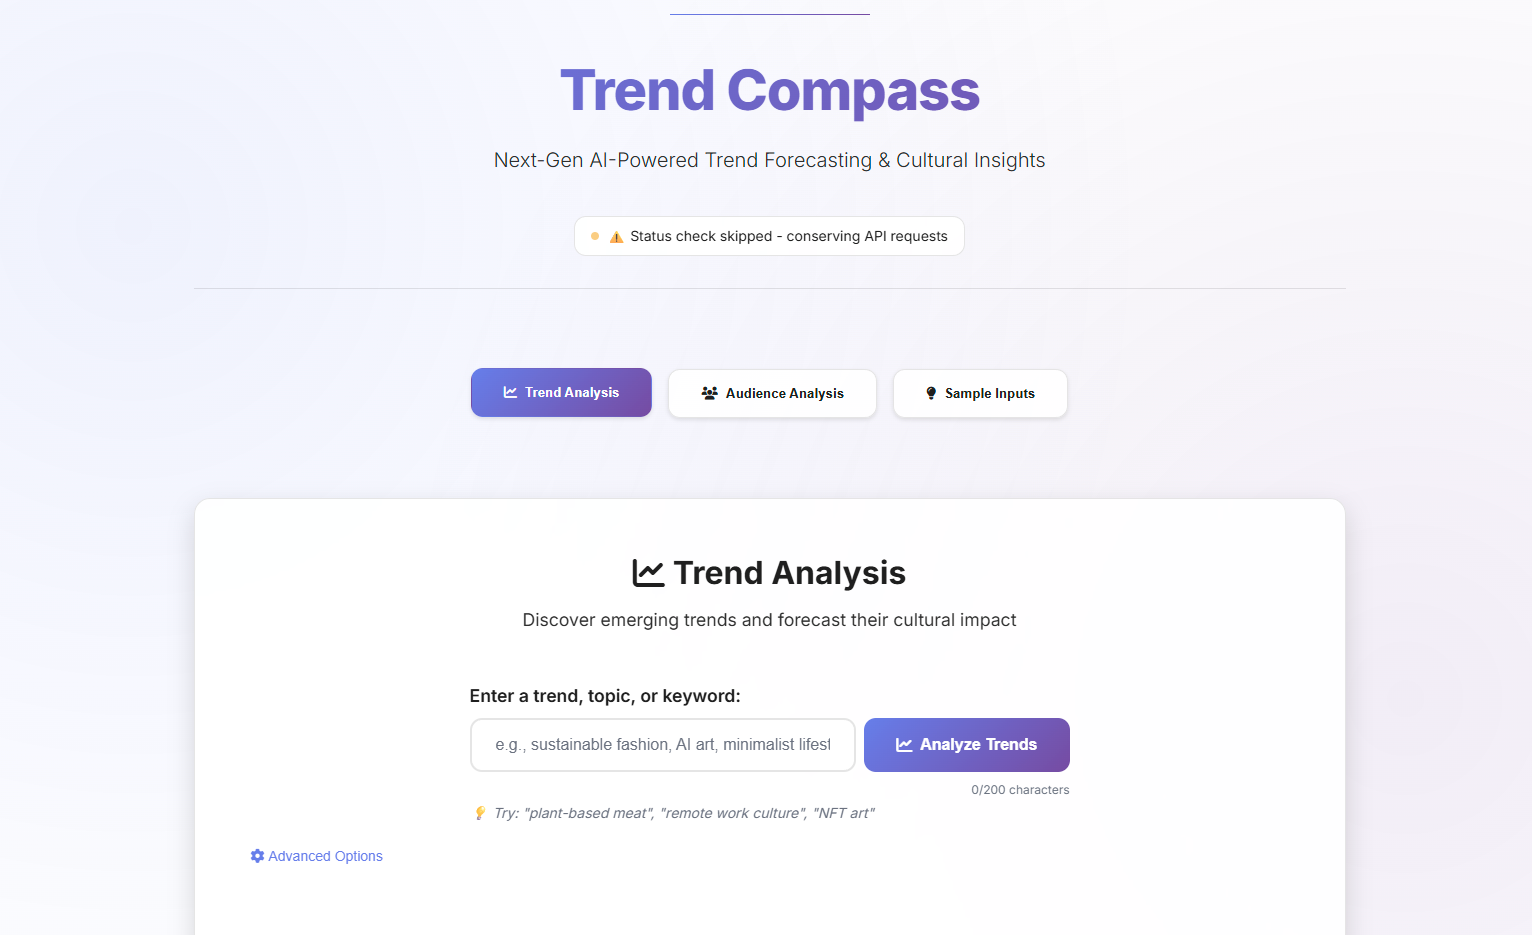 Trend Compass
Next-Gen AI-Powered Trend Forecasting & Cultural Insights
⚠️ Status check skipped - conserving API requests
Trend Analysis
Audience Analysis
Sample Inputs
Trend Analysis
Discover emerging trends and forecast their cultural impact
Enter a trend, topic, or keyword:
e.g., sustainable fashion, AI art, minimalist lifest
Analyze Trends
0/200 characters
💡 Try: "plant-based meat", "remote work culture", "NFT art"
Advanced Options